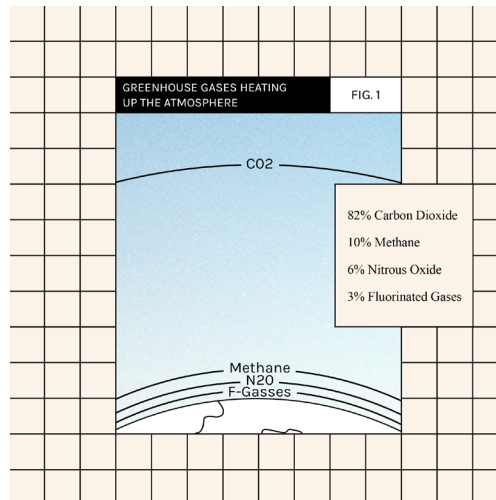 GREENHOUSE GASES HEATING
UP THE ATMOSPHERE
FIG. 1
CO2
82% Carbon Dioxide
10% Methane
6% Nitrous Oxide
3% Fluorinated Gases
Methane
N20
F-Gasses